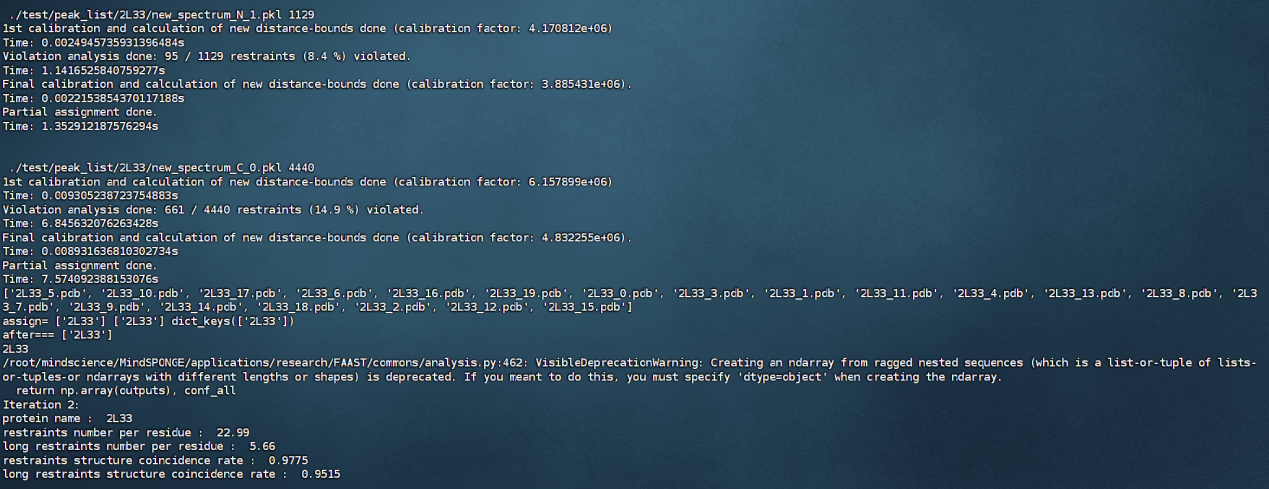 ./test/peak_list/2L33/new_spectrum_N_1.pkl 1129
1st calibration and calculation of new distance-bounds done (calibration factor: 4.170812e+06)
Time: 0.0024945735931396484s
Violation analysis done: 95 / 1129 restraints (8.4 %) violated.
Time: 1.1416525840759277s
Final calibration and calculation of new distance-bounds done (calibration factor: 3.885431e+06).
Time: 0.0022153854370117188s
Partial assignment done.
Time: 1.352912187576294s
./test/peak_list/2L33/new_spectrum_C_0.pkl 4440
1st calibration and calculation of new distance-bounds done (calibration factor: 6.157899e+06)
Time: 0.009305238723754883s
Violation analysis done: 661 / 4440 restraints (14.9 %) violated.
Time: 6.845632076263428s
Final calibration and calculation of new distance-bounds done (calibration factor: 4.832255e+06).
Time: 0.008931636810302734s
Partial assignment done.
Time: 7.574092388153076s
['2L33_5.pdb', '2L33_10.pdb', '2L33_17.pdb', '2L33_6.pdb', '2L33_16.pdb', '2L33_19.pdb', '2L33_0.pdb', '2L33_3.pdb', '2L33_1.pdb', '2L33_11.pdb', '2L33_4.pdb', '2L33_13.pdb', '2L33_8.pdb', '2L3
3_7.pdb', '2L33_9.pdb', '2L33_14.pdb', '2L33_18.pdb', '2L33_2.pdb', '2L33_12.pdb', '2L33_15.pdb']
assign= ['2L33'] ['2L33'] dict_keys(['2L33'])
after=== ['2L33']
2L33
/root/mindscience/MindSPONGE/applications/research/FAAST/commons/analysis.py:462: VisibleDeprecationWarning: Creating an ndarray from ragged nested sequences (which is a list-or-tuple of lists-
or-tuples-or ndarrays with different lengths or shapes) is deprecated. If you meant to do this, you must specify 'dtype=object' when creating the ndarray.
return np.array(outputs), conf_all
Iteration 2:
protein name :  2L33
restraints number per residue :  22.99
long restraints number per residue :  5.66
restraints structure coincidence rate :  0.9775
long restraints structure coincidence rate :  0.9515